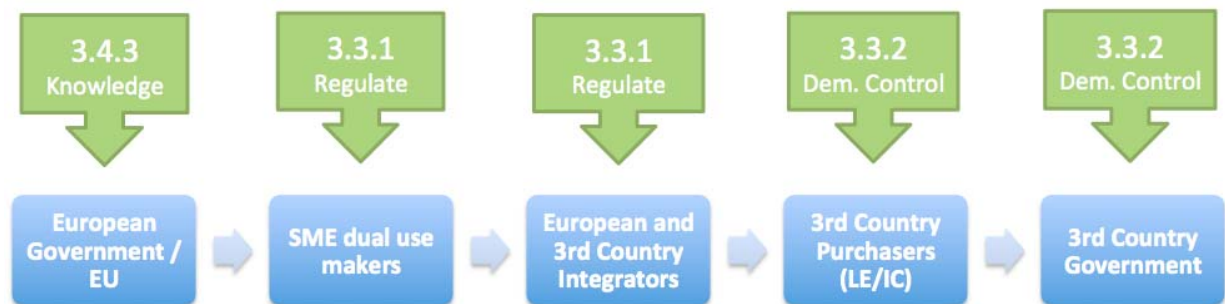 3.4.3
Knowledge
3.3.1
Regulate
3.3.1
Regulate
3.3.2
Dem. Control
3.3.2
Dem. Control
European
Government /
EU
SME dual use
makers
European and
3rd Country
Integrators
3rd Country
Purchasers
(LE/IC)
3rd Country
Government